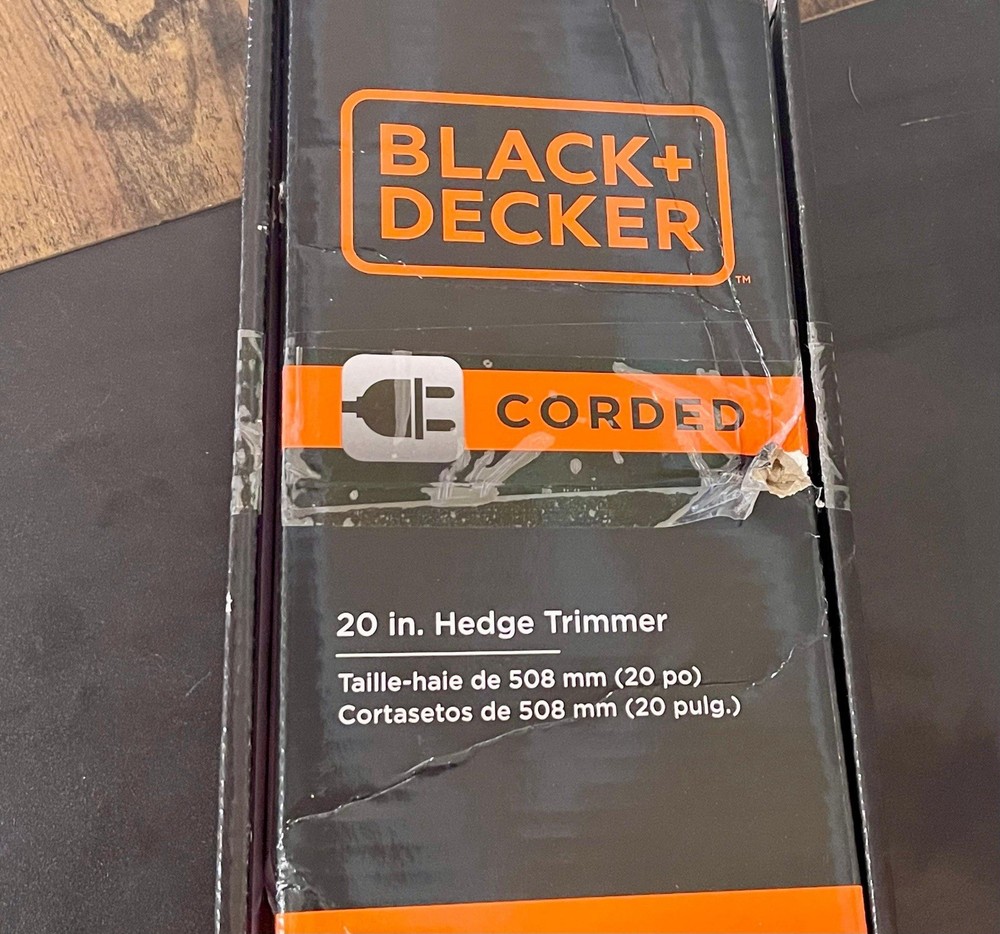 BLACK+
DECKER
TM
CORDED
20 in. Hedge Trimmer
Taille-haie de 508 mm (20 po)
Cortasetos de 508 mm (20 pulg.)